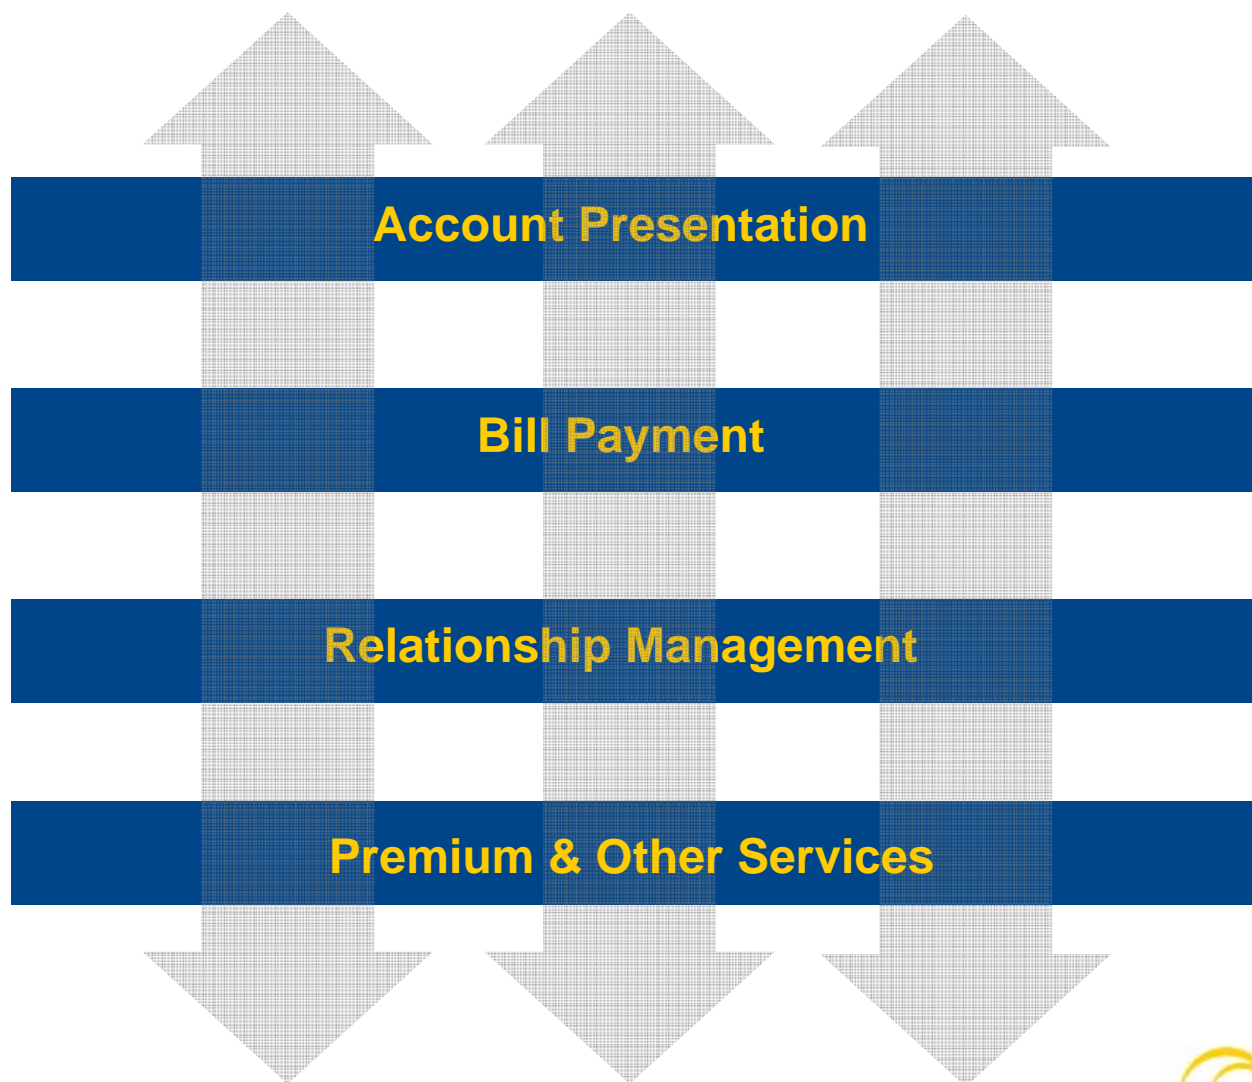 Account Presentation
Bill Payment
Relationship Management
Premium & Other Services